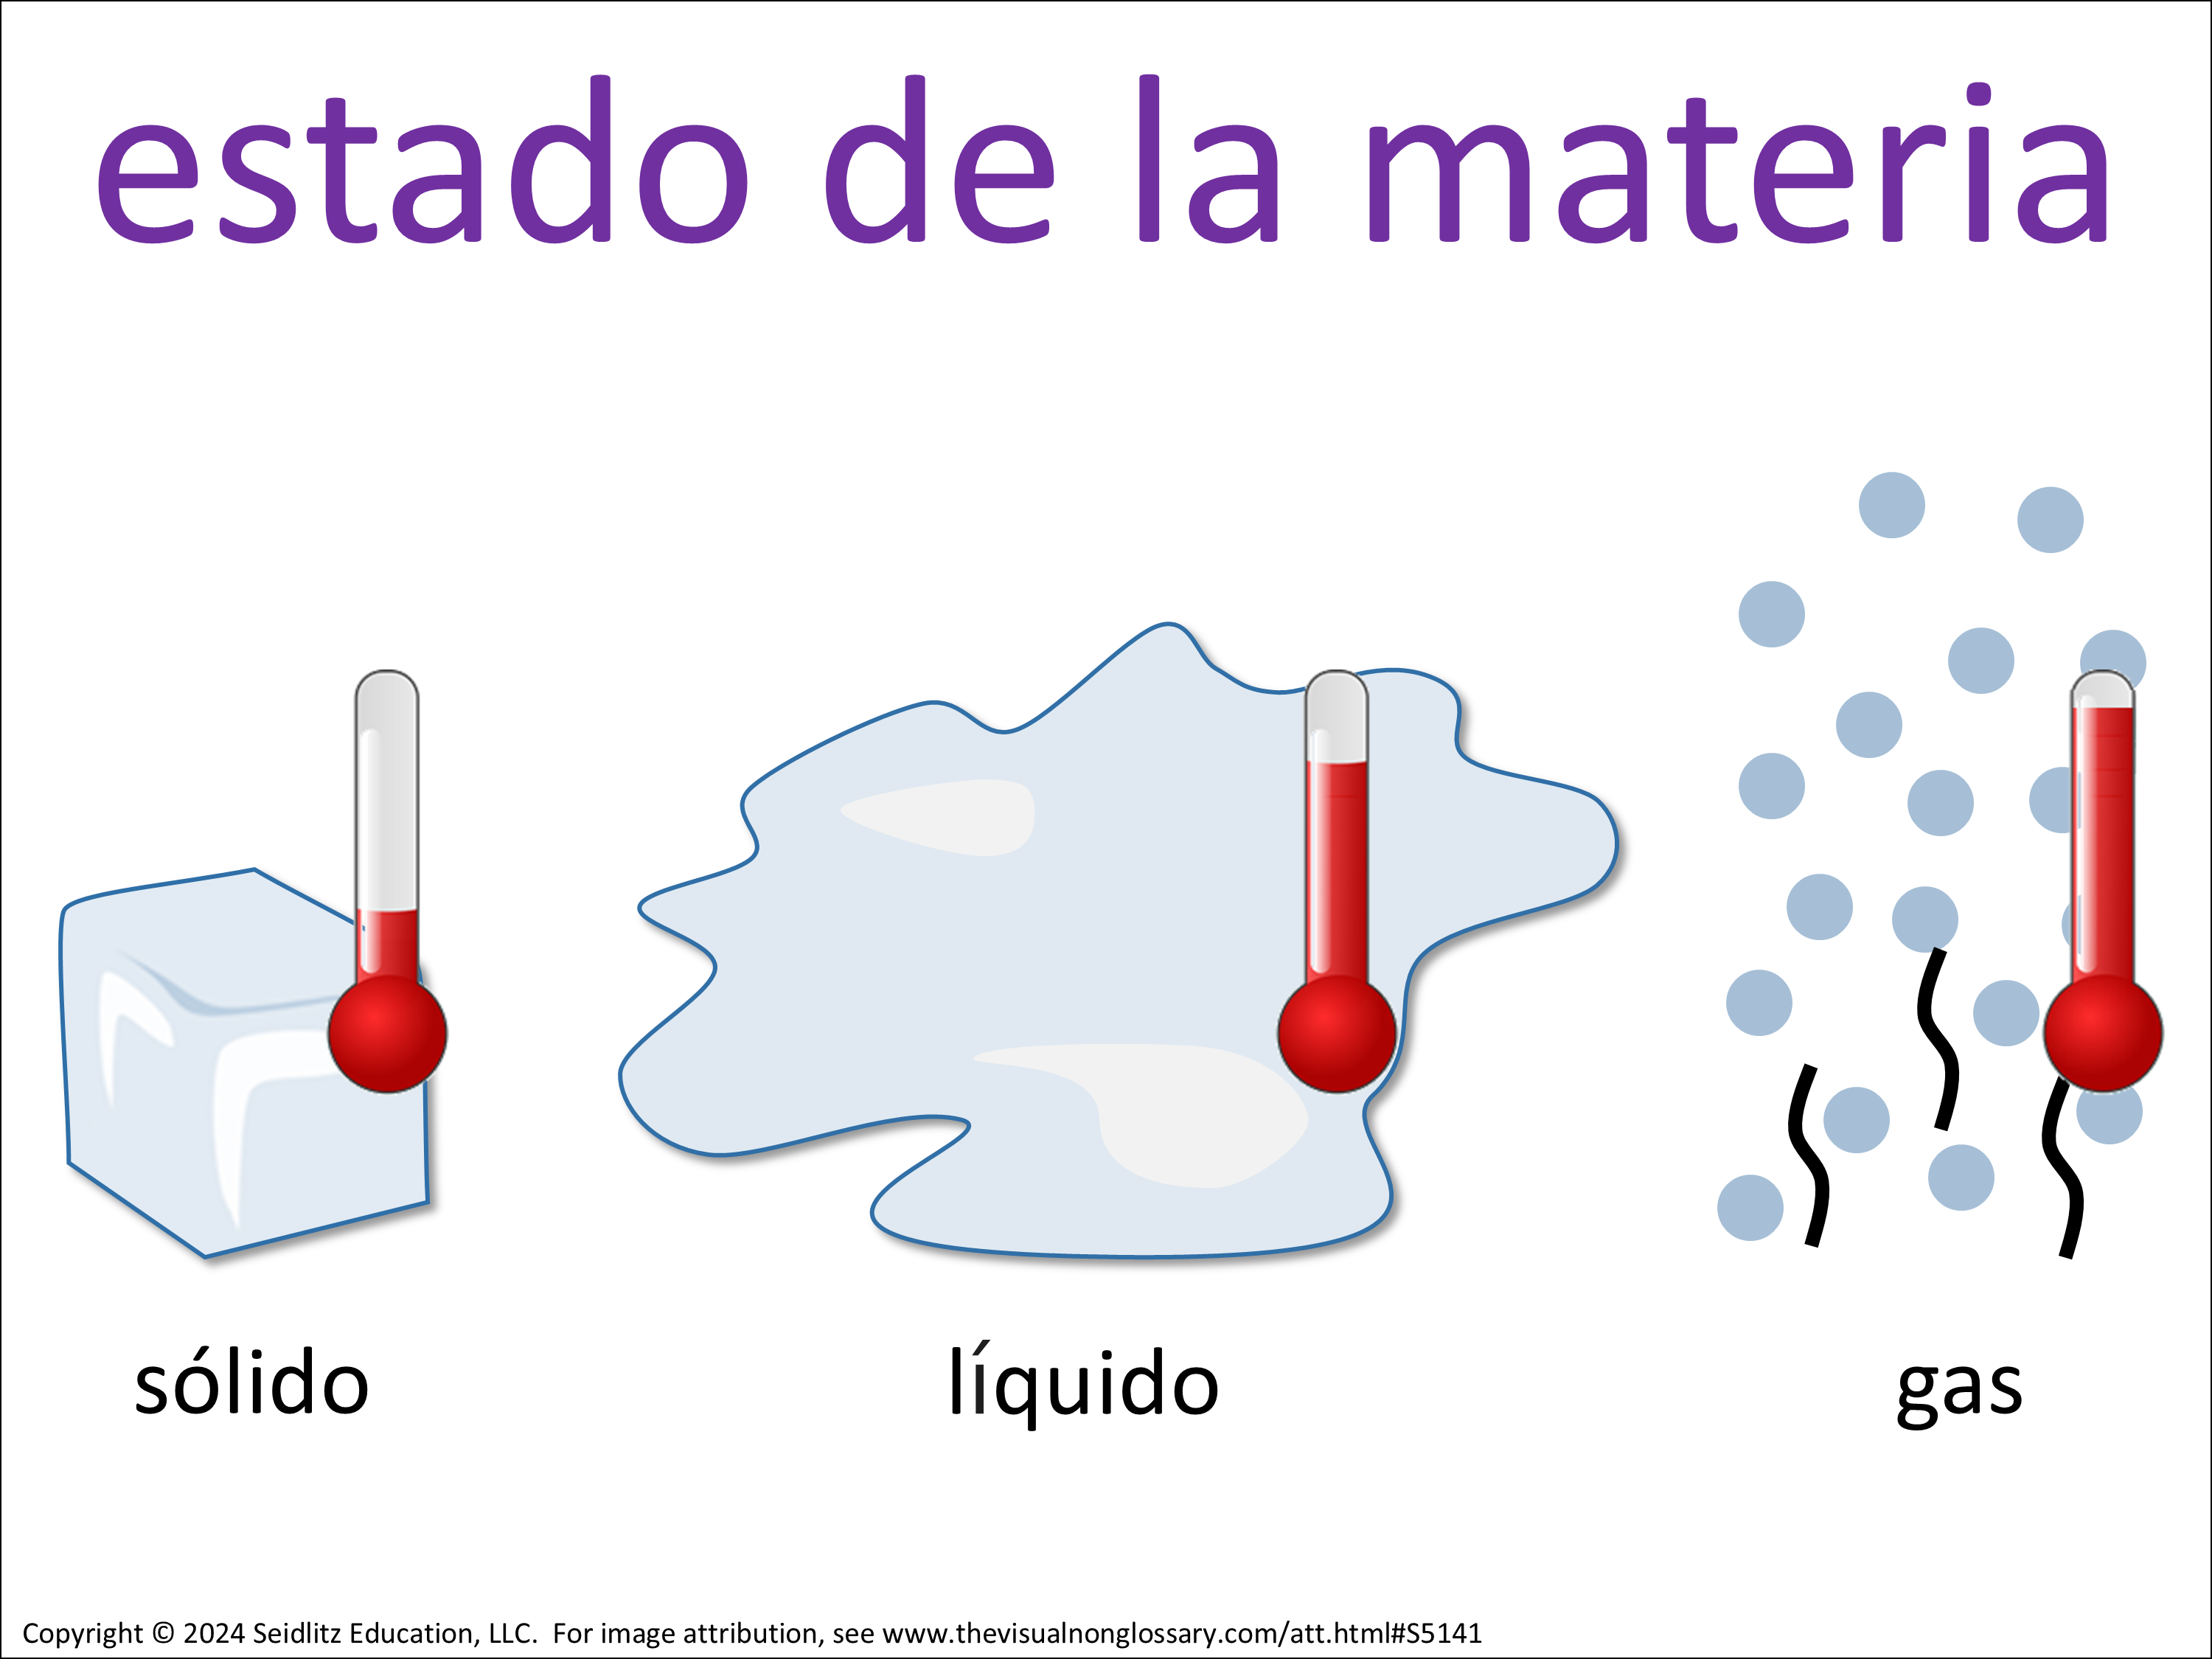 estado de la materia
sólido
líquido
gas
Copyright © 2024 Seidlitz Education, LLC.  For image attribution, see www.thevisualnonglossary.com/att.html#S5141